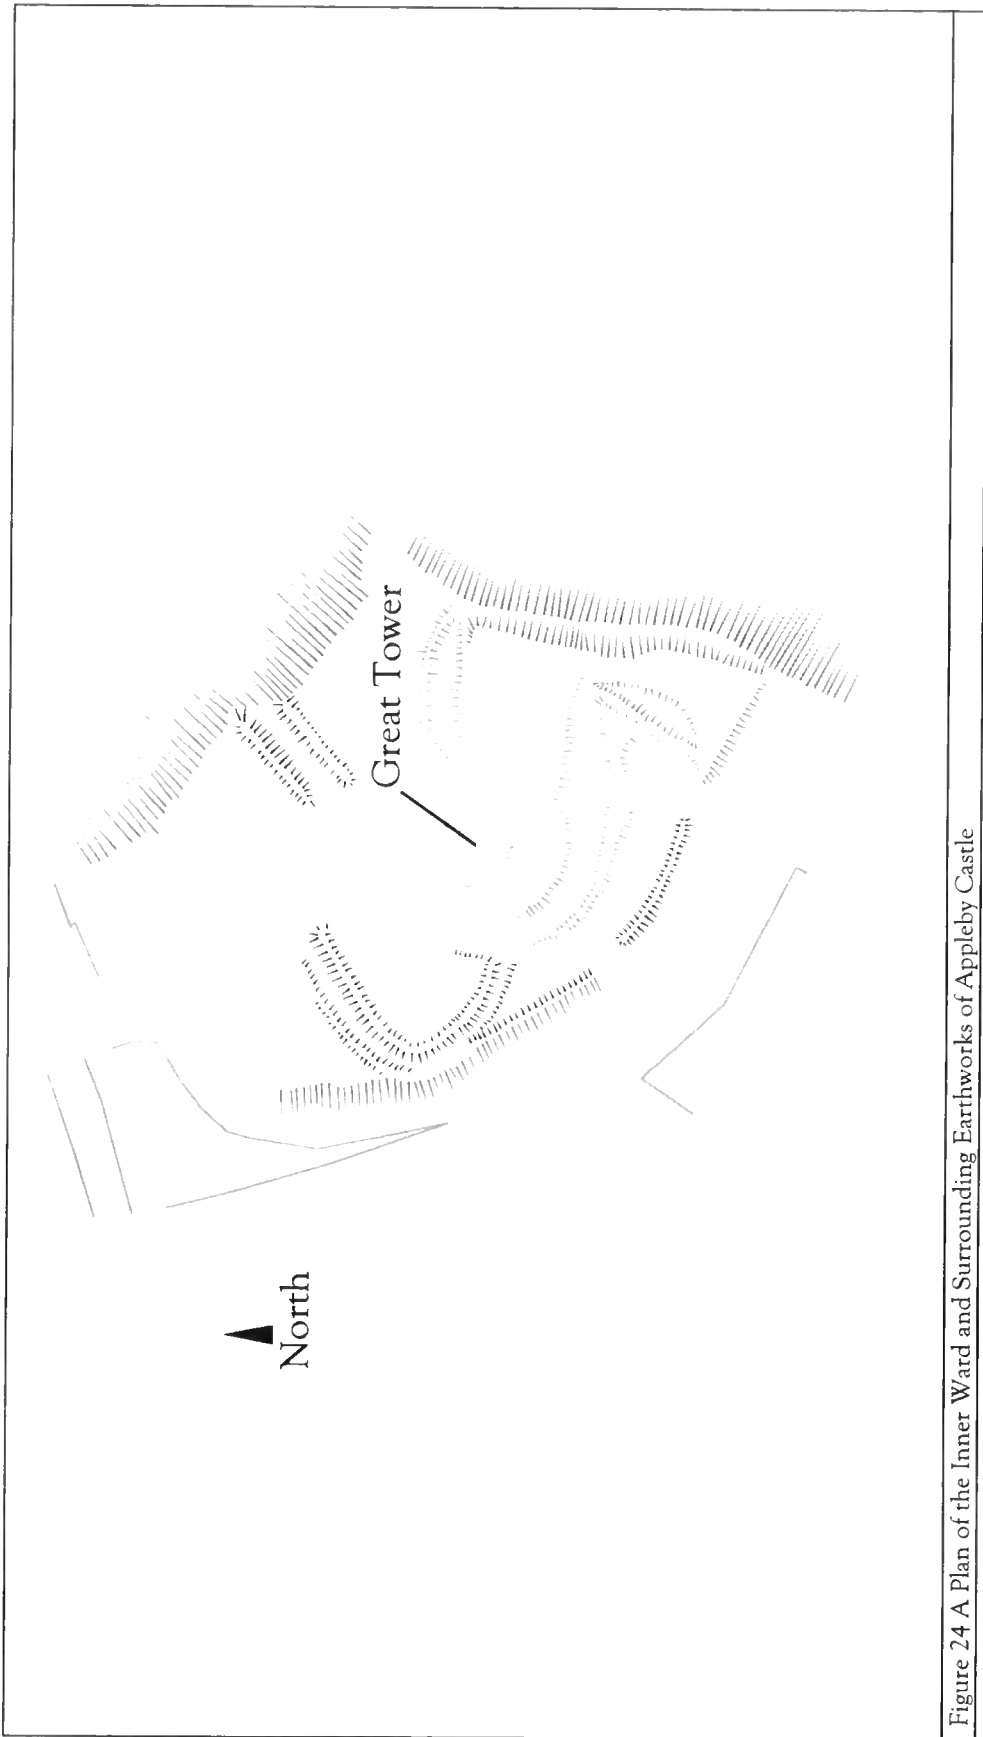 Great Tower
North
Figure 24 A Plan of the Inner Ward and Surrounding Earthworks of Appleby Castle